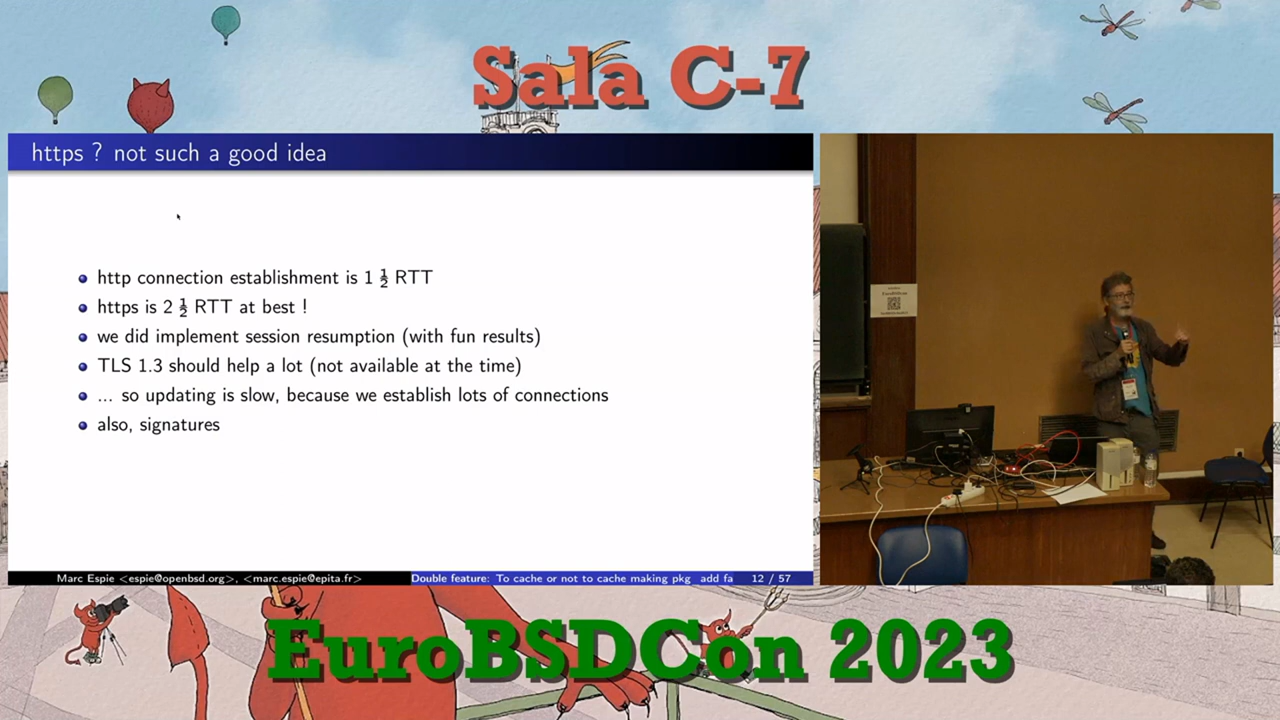 Sala C-7
https ? not such a good idea
http connection establishment is 1 ½ RTT
https is 2 ½ RTT at best !
we did implement session resumption (with fun results)
TLS 1.3 should help a lot (not available at the time)
... so updating is slow, because we establish lots of connections
also, signatures
Marc Espie <espie@openbsd.org>, <marc.espie@epita.fr>
Double feature: To cache or not to cache making pkg_add fa
12 / 57
EuroBSDCon 2023